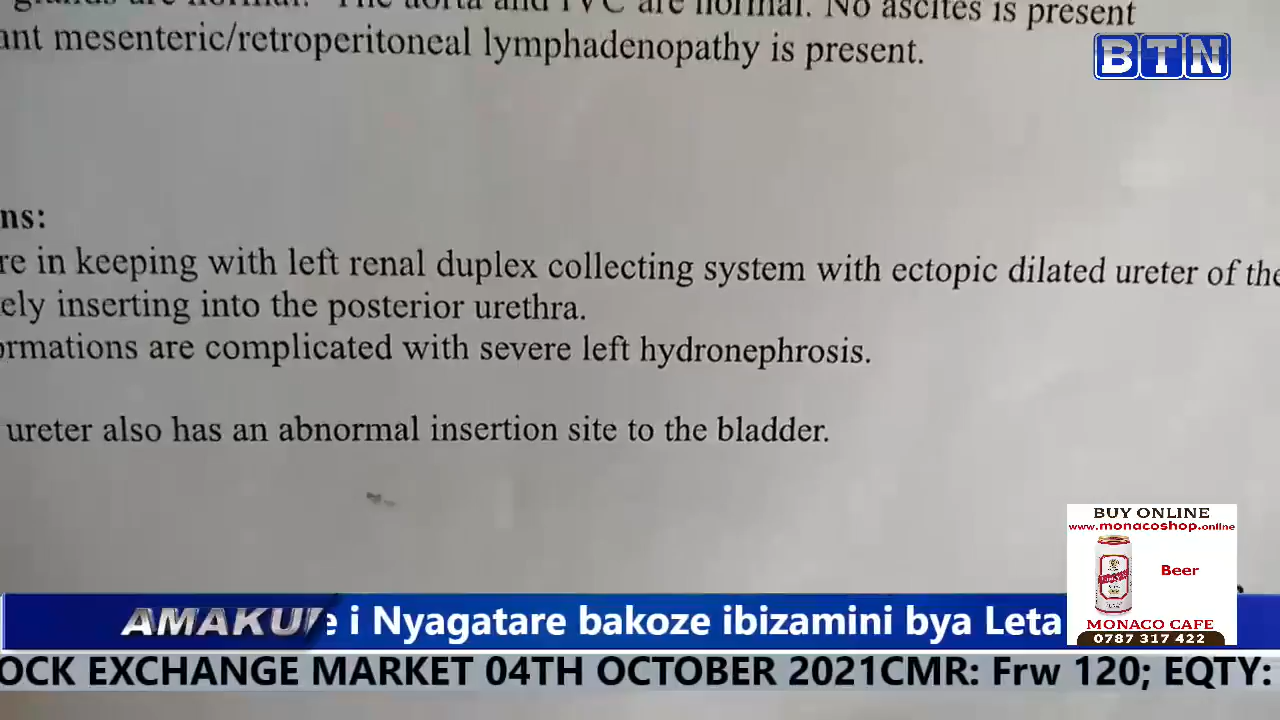 glands are normal. The aorta and IVC are normal. No ascites is present
ant mesenteric/retroperitoneal lymphadenopathy is present.
BTN
ns:
re in keeping with left renal duplex collecting system with ectopic dilated ureter of the
ely inserting into the posterior urethra.
ormations are complicated with severe left hydronephrosis.
ureter also has an abnormal insertion site to the bladder.
BUY ONLINE
www.monacoshop.online
Beer
MONACO CAFE
0787 317 422
AMAKU e i Nyagatare bakoze ibizamini bya Leta
OCK EXCHANGE MARKET 04TH OCTOBER 2021CMR: Frw 120; EQTY: